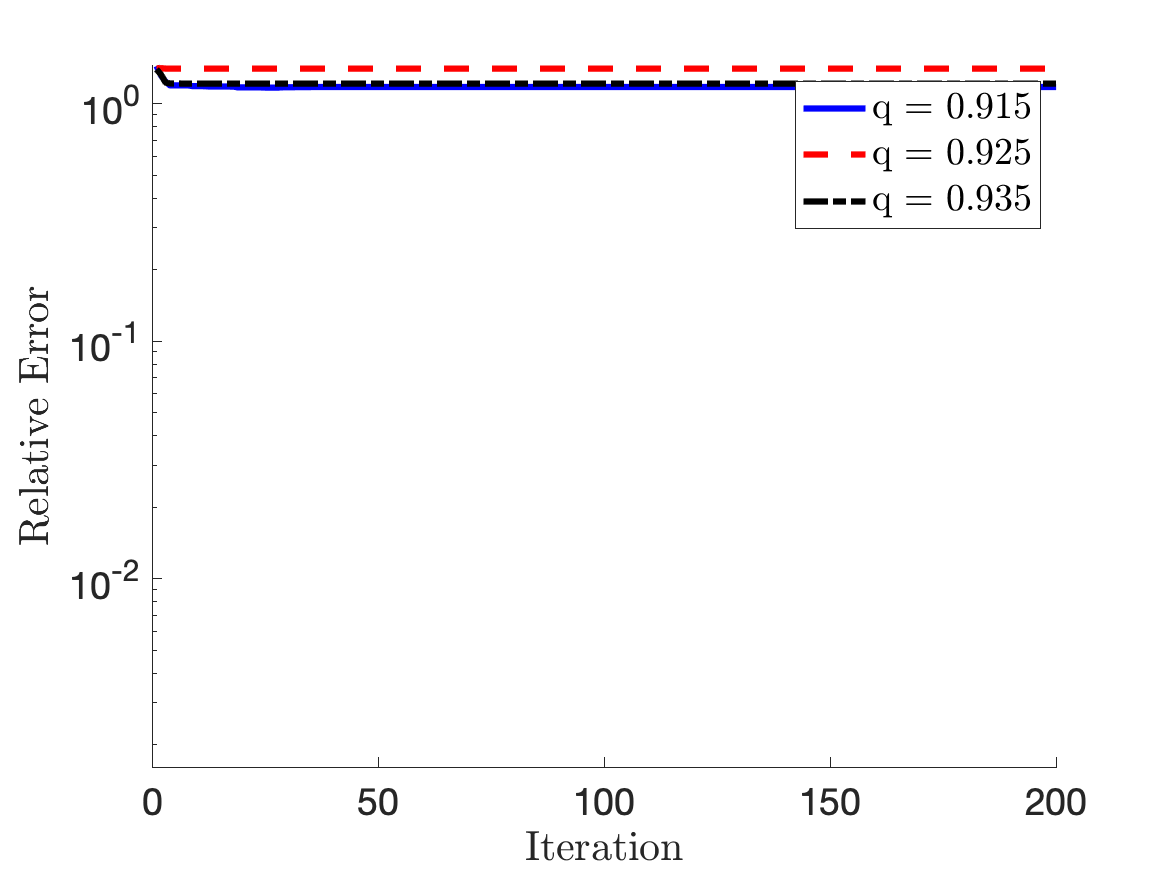 10^0
10^-1
10^-2
Relative Error
q = 0.915
q = 0.925
q = 0.935
0 50 100 150 200
Iteration